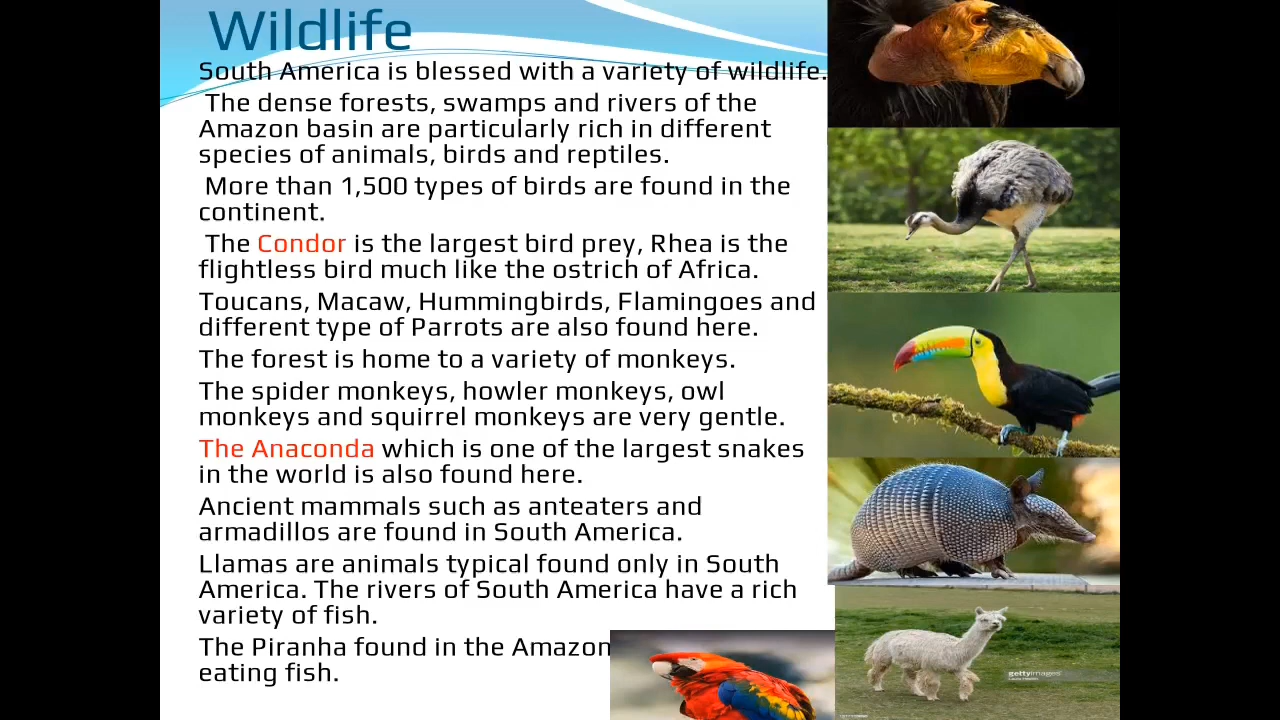 Wildlife
South America is blessed with a variety of wildlife.
The dense forests, swamps and rivers of the
Amazon basin are particularly rich in different
species of animals, birds and reptiles.
More than 1,500 types of birds are found in the
continent.
The Condor is the largest bird prey, Rhea is the
flightless bird much like the ostrich of Africa.
Toucans, Macaw, Hummingbirds, Flamingoes and
different type of Parrots are also found here.
The forest is home to a variety of monkeys.
The spider monkeys, howler monkeys, owl
monkeys and squirrel monkeys are very gentle.
The Anaconda which is one of the largest snakes
in the world is also found here.
Ancient mammals such as anteaters and
armadillos are found in South America.
Llamas are animals typical found only in South
America. The rivers of South America have a rich
variety of fish.
The Piranha found in the Amazon
eating fish.
gettyimages